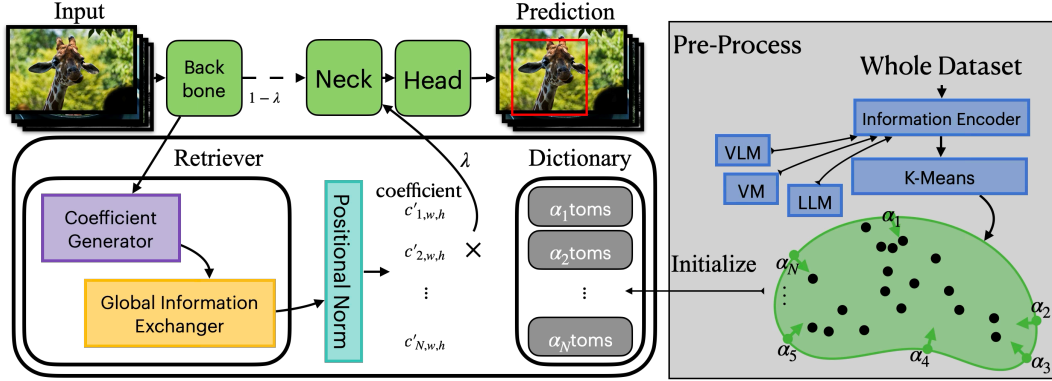 Input
Prediction
Back
bone
1 − λ
Neck
Head
Pre-Process
Whole Dataset
Information Encoder
VLM
VM
LLM
K-Means
Retriever
λ
Dictionary
Coefficient
Generator
Global Information
Exchanger
Positional Norm
coefficient
c′1,w,h
c′2,w,h
⋮
c′N,w,h
×
α1toms
α2toms
⋮
αNtoms
Initialize
α1
αN
⋮
α2
α5
α4
α3